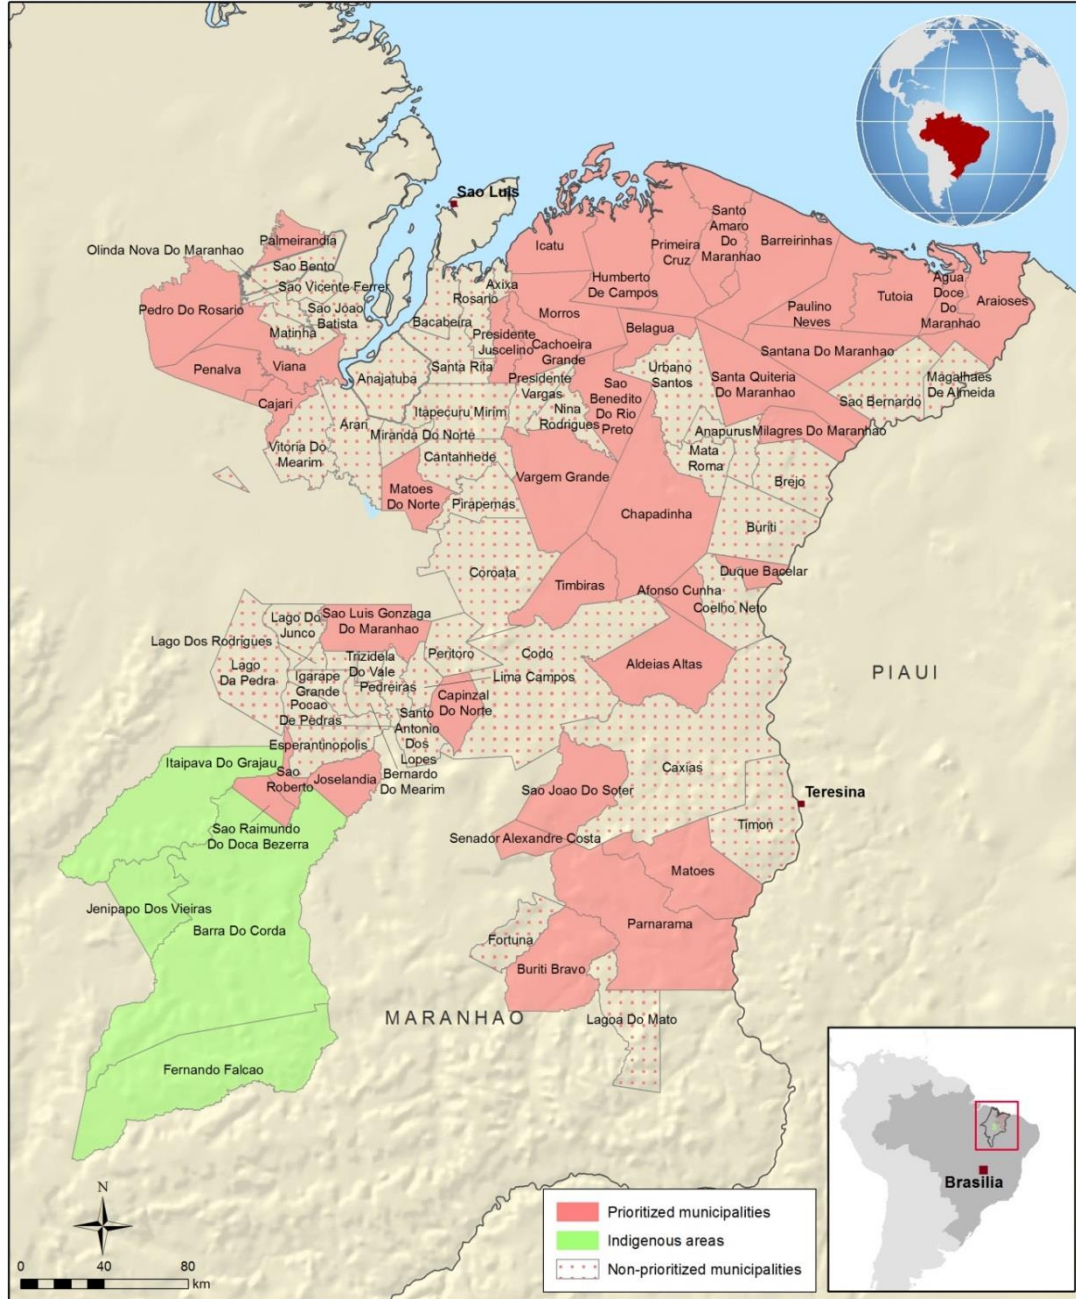 Sao Luis
Olinda Nova Do Maranhao
Palmeirandia
Sao Bento
Sao Vicente Ferrer
Pedro Do Rosario
Sao Joao
Batista
Matinha
Penalva
Viana
Cajari
Vitoria Do
Mearim
Arari
Anajatuba
Bacabeira
Rosario
Axixa
Santa Rita
Presidente
Juscelino
Icatu
Morros
Cachoeira
Grande
Humberto
De Campos
Primeira
Cruz
Santo
Amaro
Do
Maranhao
Barreirinhas
Belagua
Paulino
Neves
Tutoia
Agua
Doce
Do
Maranhao
Araioses
Santana Do Maranhao
Urbano
Santos
Santa Quiteria
Do Maranhao
Sao Bernardo
Magalhaes
De Almeida
Presidente
Vargas
Nina
Rodrigues
Sao
Benedito
Do Rio
Preto
Itapecuru Mirim
Miranda Do Norte
Cantanhede
Anapurus
Milagres Do Maranhao
Mata
Roma
Brejo
Matoes
Do Norte
Pirapemas
Vargem Grande
Chapadinha
Buriti
Coroata
Timbiras
Afonso Cunha
Duque Bacelar
Coelho Neto
Lago Dos Rodrigues
Lago Do
Junco
Sao Luis Gonzaga
Do Maranhao
Lago
Da Pedra
Igarape
Grande
Trizidela
Do Vale
Pedreiras
Peritoro
Codo
Lima Campos
Aldeias Altas
PIAUI
Pocao
De Pedras
Santo
Antonio
Dos
Lopes
Capinzal
Do Norte
Esperantinopolis
Itaipava Do Grajau
Sao
Roberto
Joselandia
Bernardo
Do Mearim
Caxias
Sao Joao Do Soter
Teresina
Timon
Sao Raimundo
Do Doca Bezerra
Senador Alexandre Costa
Matoes
Jenipapo Dos Vieiras
Barra Do Corda
Parnarama
Fortuna
Buriti Bravo
MARANHAO
Lagoa Do Mato
Fernando Falcao
Brasilia
N
0 20 40 80
km
Prioritized municipalities
Indigenous areas
Non-prioritized municipalities